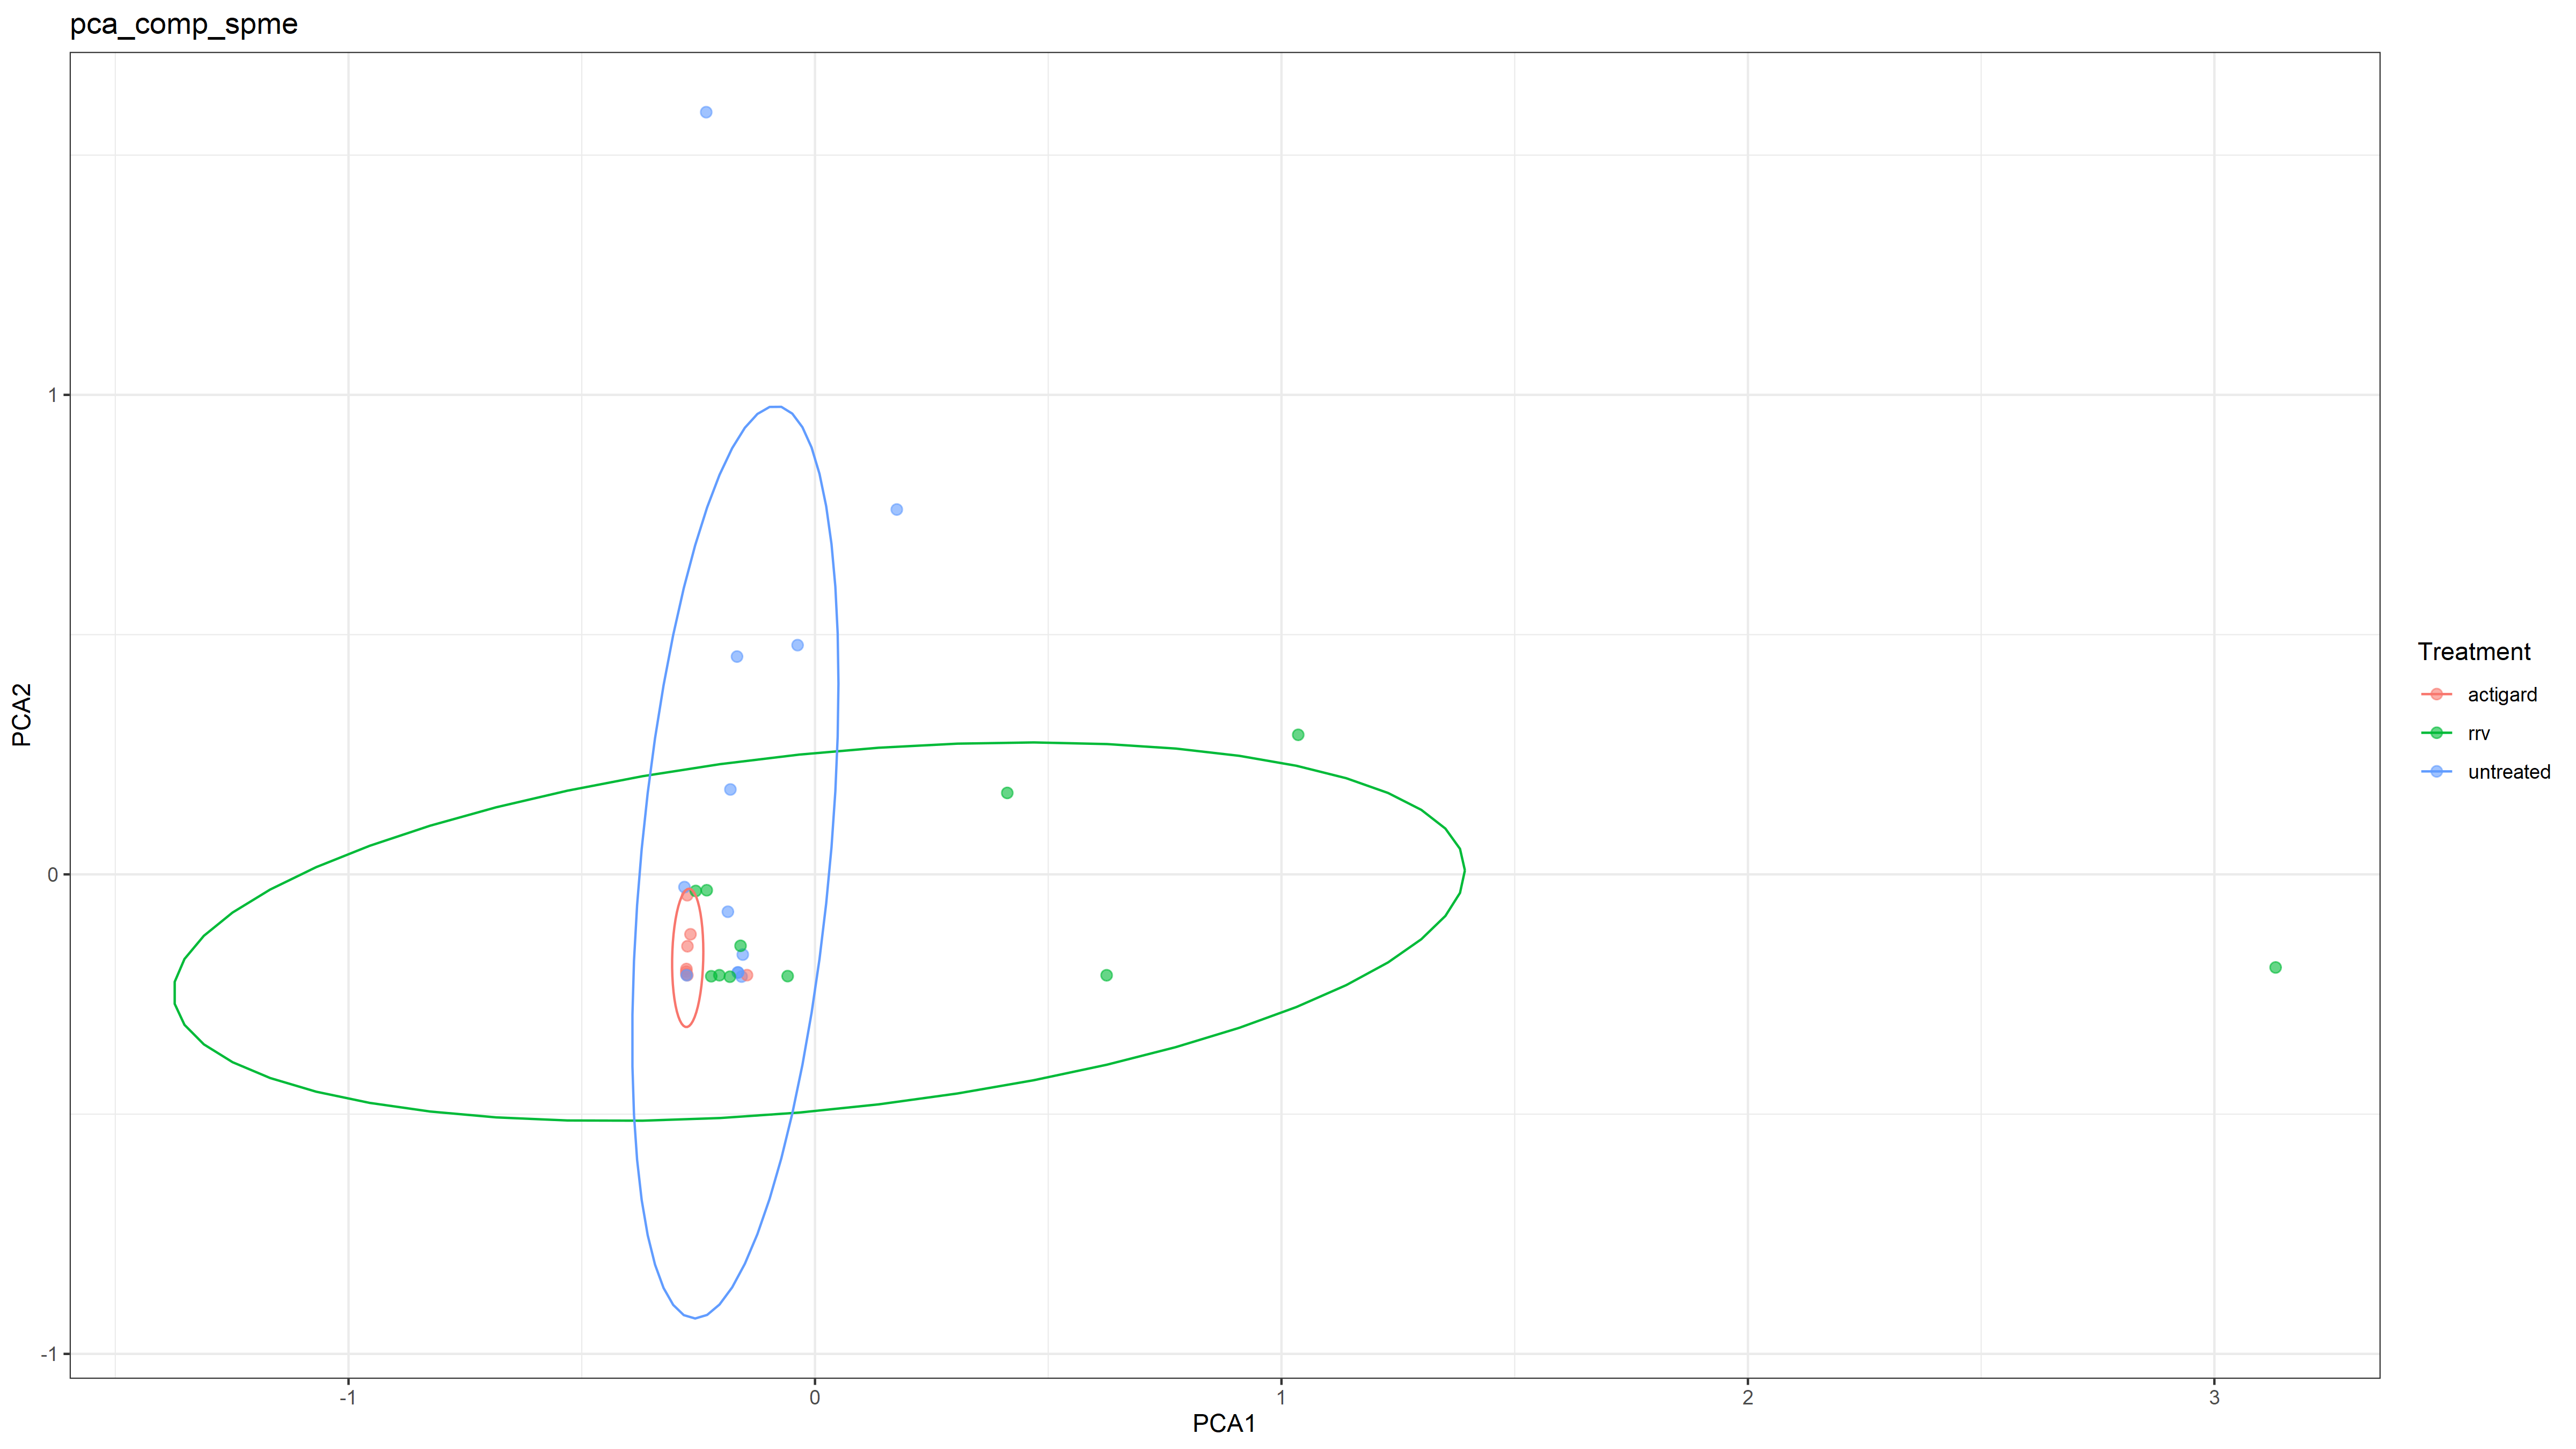 pca_comp_spme
PCA2
1
0
-1
-1
0
1
2
3
PCA1
Treatment
actigard
rrv
untreated